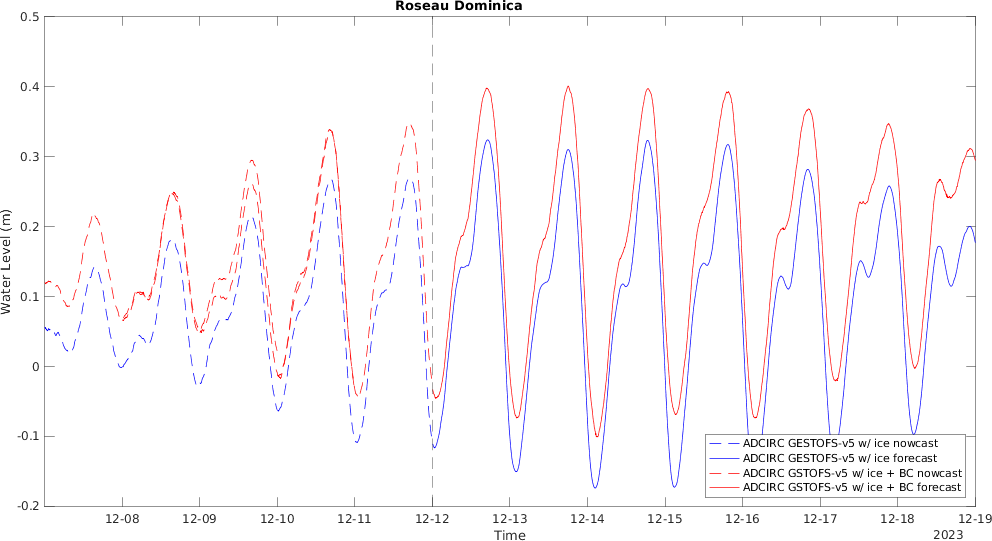 Roseau Dominica
0.5
0.4
0.3
0.2
0.1
0
-0.1
-0.2
Water Level (m)
ADCIRC GESTOFS-v5 w/ ice nowcast
ADCIRC GESTOFS-v5 w/ ice forecast
ADCIRC GSTOFS-v5 w/ ice + BC nowcast
ADCIRC GSTOFS-v5 w/ ice + BC forecast
12-08 12-09 12-10 12-11 12-12 12-13 12-14 12-15 12-16 12-17 12-18 12-19
Time
2023